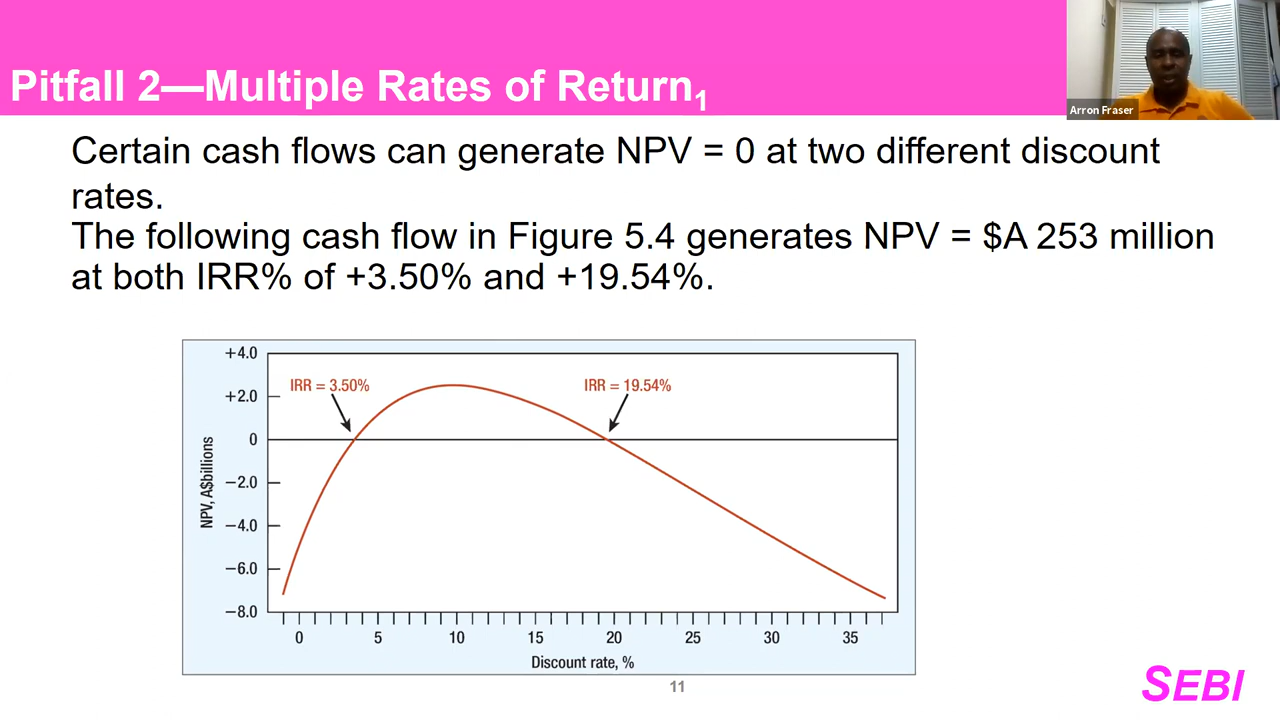 Pitfall 2—Multiple Rates of Return1
Arron Fraser
Certain cash flows can generate NPV = 0 at two different discount
rates.
The following cash flow in Figure 5.4 generates NPV = $A 253 million
at both IRR% of +3.50% and +19.54%.
+4.0
IRR = 3.50%
IRR = 19.54%
+2.0
0
−2.0
−4.0
−6.0
−8.0
NPV, A$billions
0 5 10 15 20 25 30 35
Discount rate, %
11
SEBI